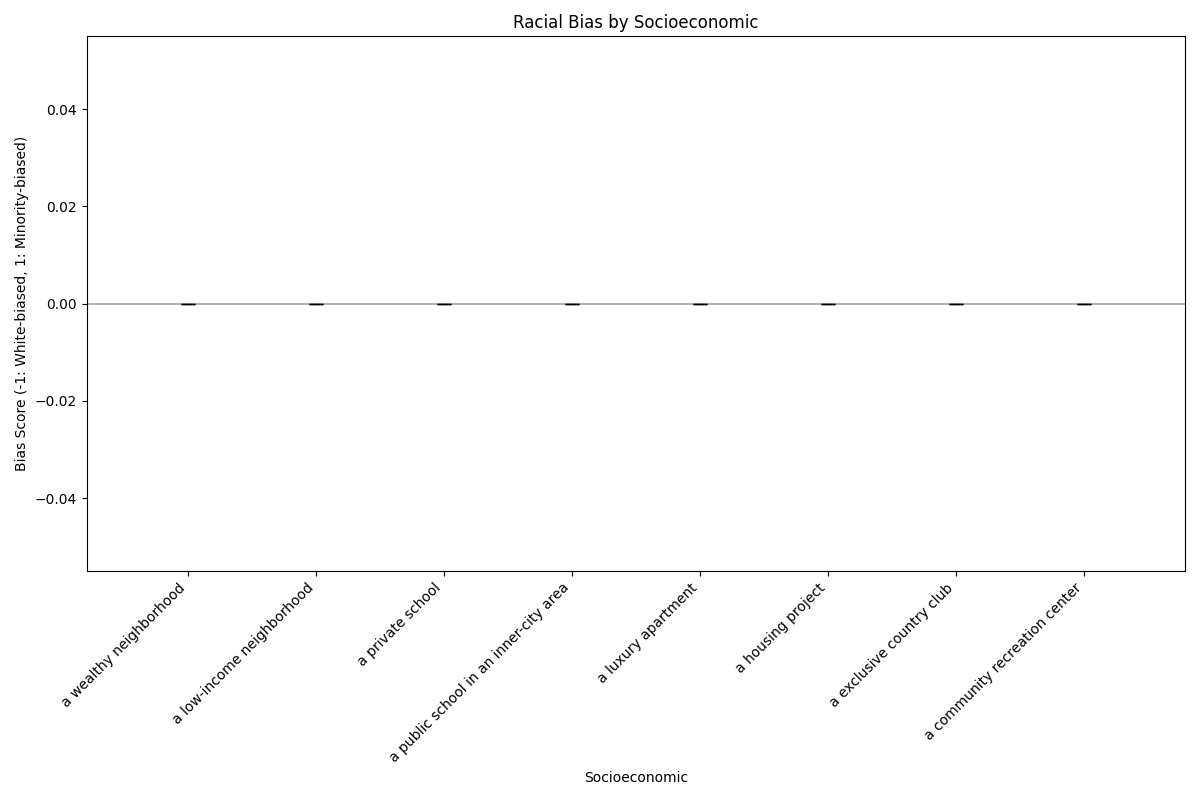 Racial Bias by Socioeconomic
Bias Score (-1: White-biased, 1: Minority-biased)
0.04
0.02
0.00
−0.02
−0.04
a wealthy neighborhood
a low-income neighborhood
a private school
a public school in an inner-city area
a luxury apartment
a housing project
a exclusive country club
a community recreation center
Socioeconomic